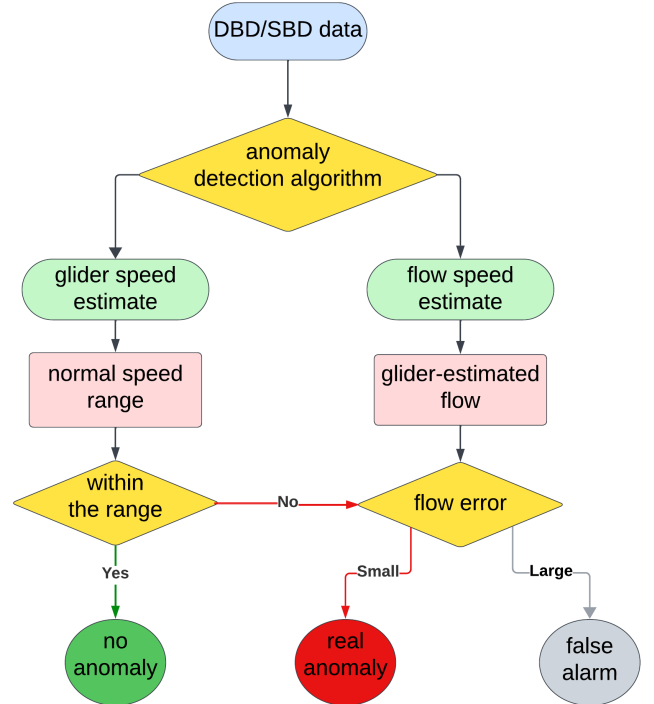 DBD/SBD data
anomaly
detection algorithm
glider speed
estimate
flow speed
estimate
normal speed
range
glider-estimated
flow
within
the range
No
flow error
Yes
Small
Large
no
anomaly
real
anomaly
false
alarm